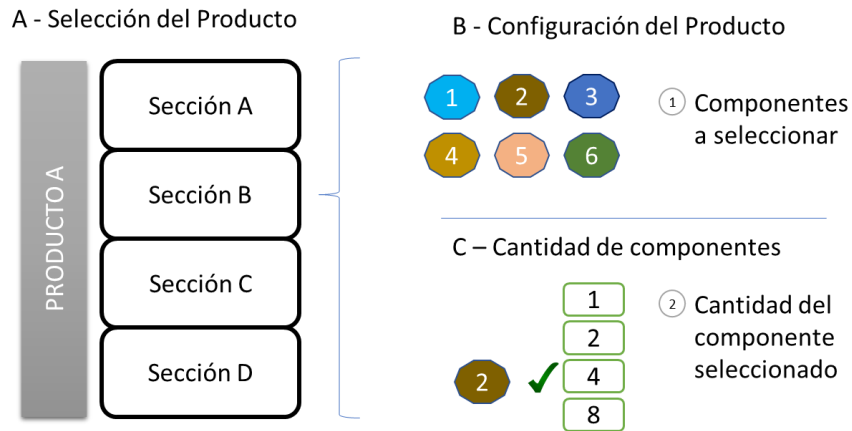 A - Selección del Producto
PRODUCTO A
Sección A
Sección B
Sección C
Sección D
B - Configuración del Producto
1 2 3
4 5 6
1 Componentes
a seleccionar
C – Cantidad de componentes
1
2
4
8
2
2 Cantidad del
componente
seleccionado